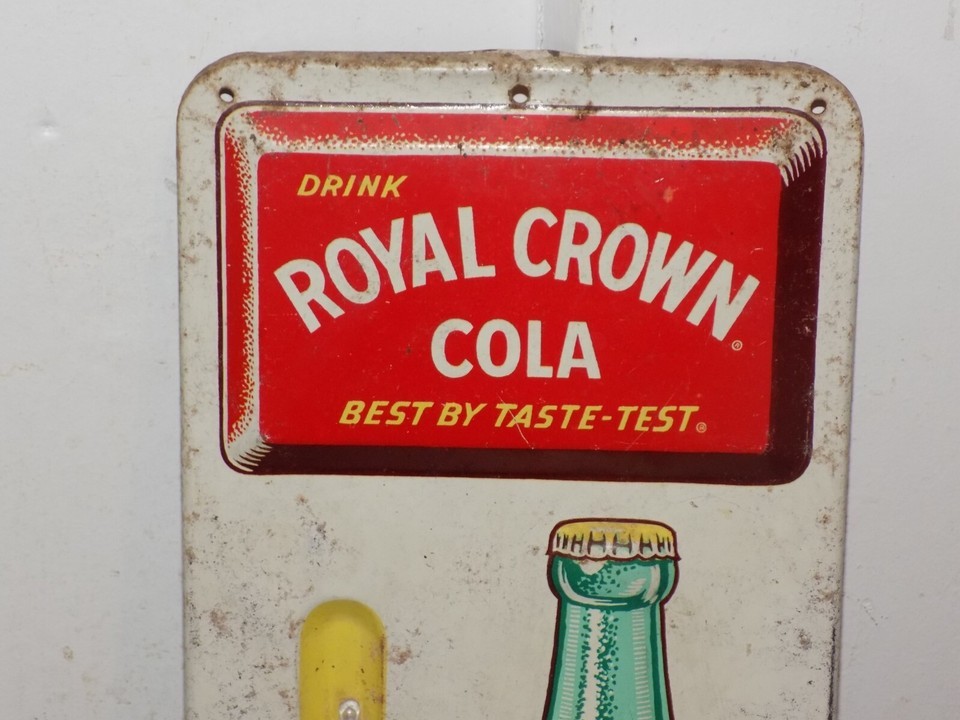 DRINK
ROYAL CROWN®
COLA
BEST BY TASTE-TEST®